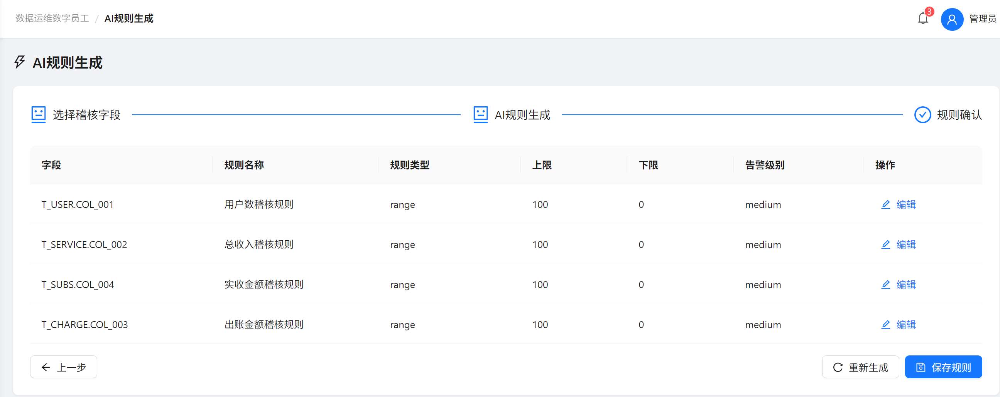 数据运维数字员工 / AI规则生成 3 管理员
AI规则生成
选择稽核字段 AI规则生成 规则确认
字段 规则名称 规则类型 上限 下限 告警级别 操作
T_USER.COL_001 用户数稽核规则 range 100 0 medium 编辑
T_SERVICE.COL_002 总收入稽核规则 range 100 0 medium 编辑
T_SUBS.COL_004 实收金额稽核规则 range 100 0 medium 编辑
T_CHARGE.COL_003 出账金额稽核规则 range 100 0 medium 编辑
上一步 重新生成 保存规则